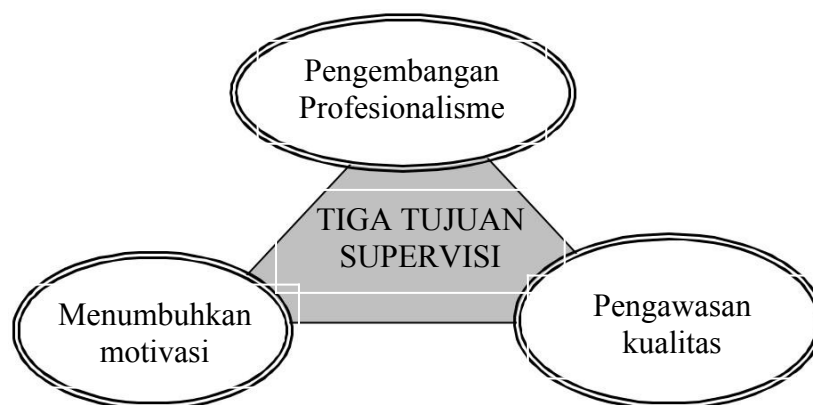 Pengembangan
Profesionalisme
TIGA TUJUAN
SUPERVISI
Menumbuhkan
motivasi
Pengawasan
kualitas